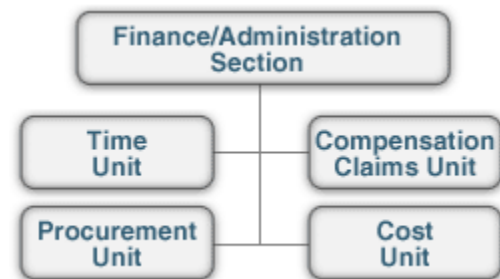 Finance/Administration
Section
Time
Unit
Compensation
Claims Unit
Procurement
Unit
Cost
Unit